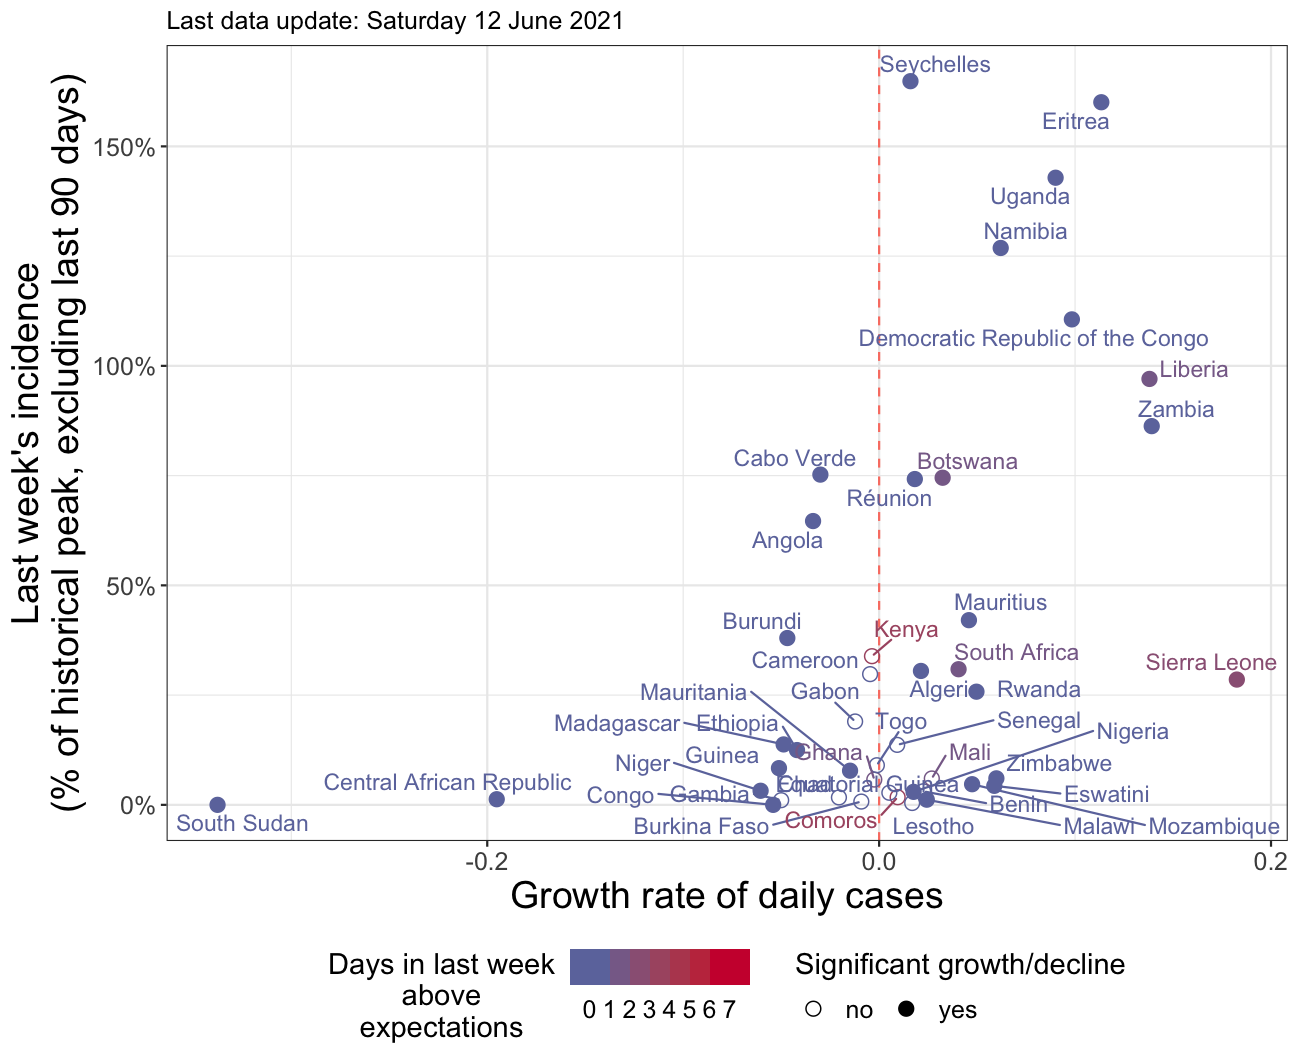 Last data update: Saturday 12 June 2021
Last week's incidence
(% of historical peak, excluding last 90 days)
150%
100%
50%
0%
Seychelles
Eritrea
Uganda
Namibia
Democratic Republic of the Congo
Liberia
Zambia
Cabo Verde
Botswana
Réunion
Angola
Mauritius
Burundi
Kenya
Cameroon
South Africa
Sierra Leone
Mauritania
Gabon
Algeria
Rwanda
Madagascar
Ethiopia
Togo
Senegal
Nigeria
Guinea
Ghana
Mali
Niger
Zimbabwe
Central African Republic
Equatorial Guinea
Congo
Gambia
Benin
Eswatini
South Sudan
Burkina Faso
Comoros
Lesotho
Malawi
Mozambique
-0.2
0.0
0.2
Growth rate of daily cases
Days in last week
above
expectations
0 1 2 3 4 5 6 7
Significant growth/decline
no
yes